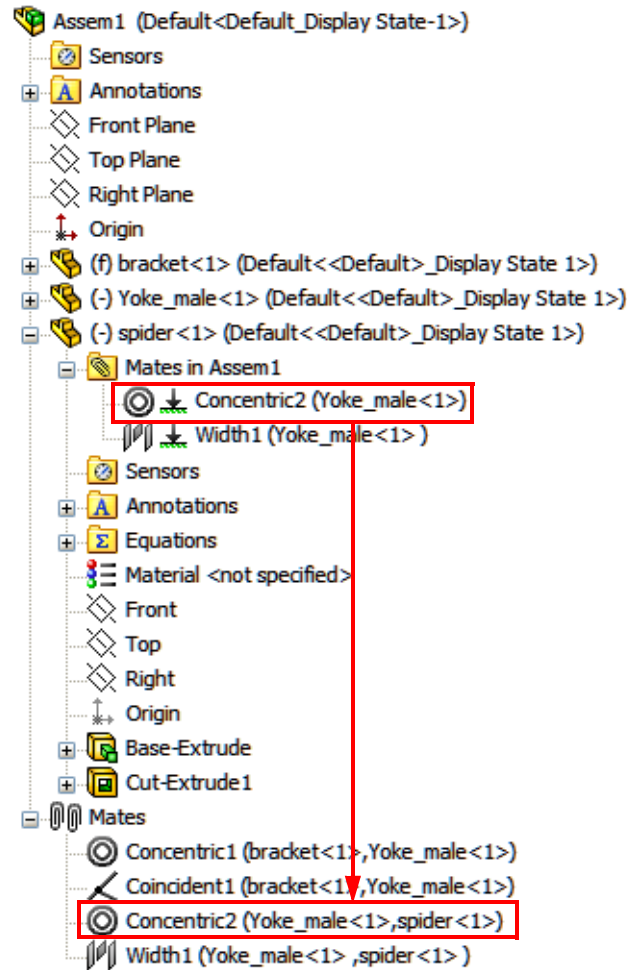 Assem1 (Default<Default_Display State-1>)
Sensors
A Annotations
Front Plane
Top Plane
Right Plane
Origin
(f) bracket<1> (Default<<Default>_Display State 1>)
(-) Yoke_male<1> (Default<<Default>_Display State 1>)
(-) spider<1> (Default<<Default>_Display State 1>)
Mates in Assem1
Concentric2 (Yoke_male<1>)
Width1 (Yoke_male<1> )
Sensors
A Annotations
Σ Equations
Material <not specified>
Front
Top
Right
Origin
Base-Extrude
Cut-Extrude1
Mates
Concentric1 (bracket<1>,Yoke_male<1>)
Coincident1 (bracket<1>,Yoke_male<1>)
Concentric2 (Yoke_male<1>,spider<1>)
Width1 (Yoke_male<1> ,spider<1> )